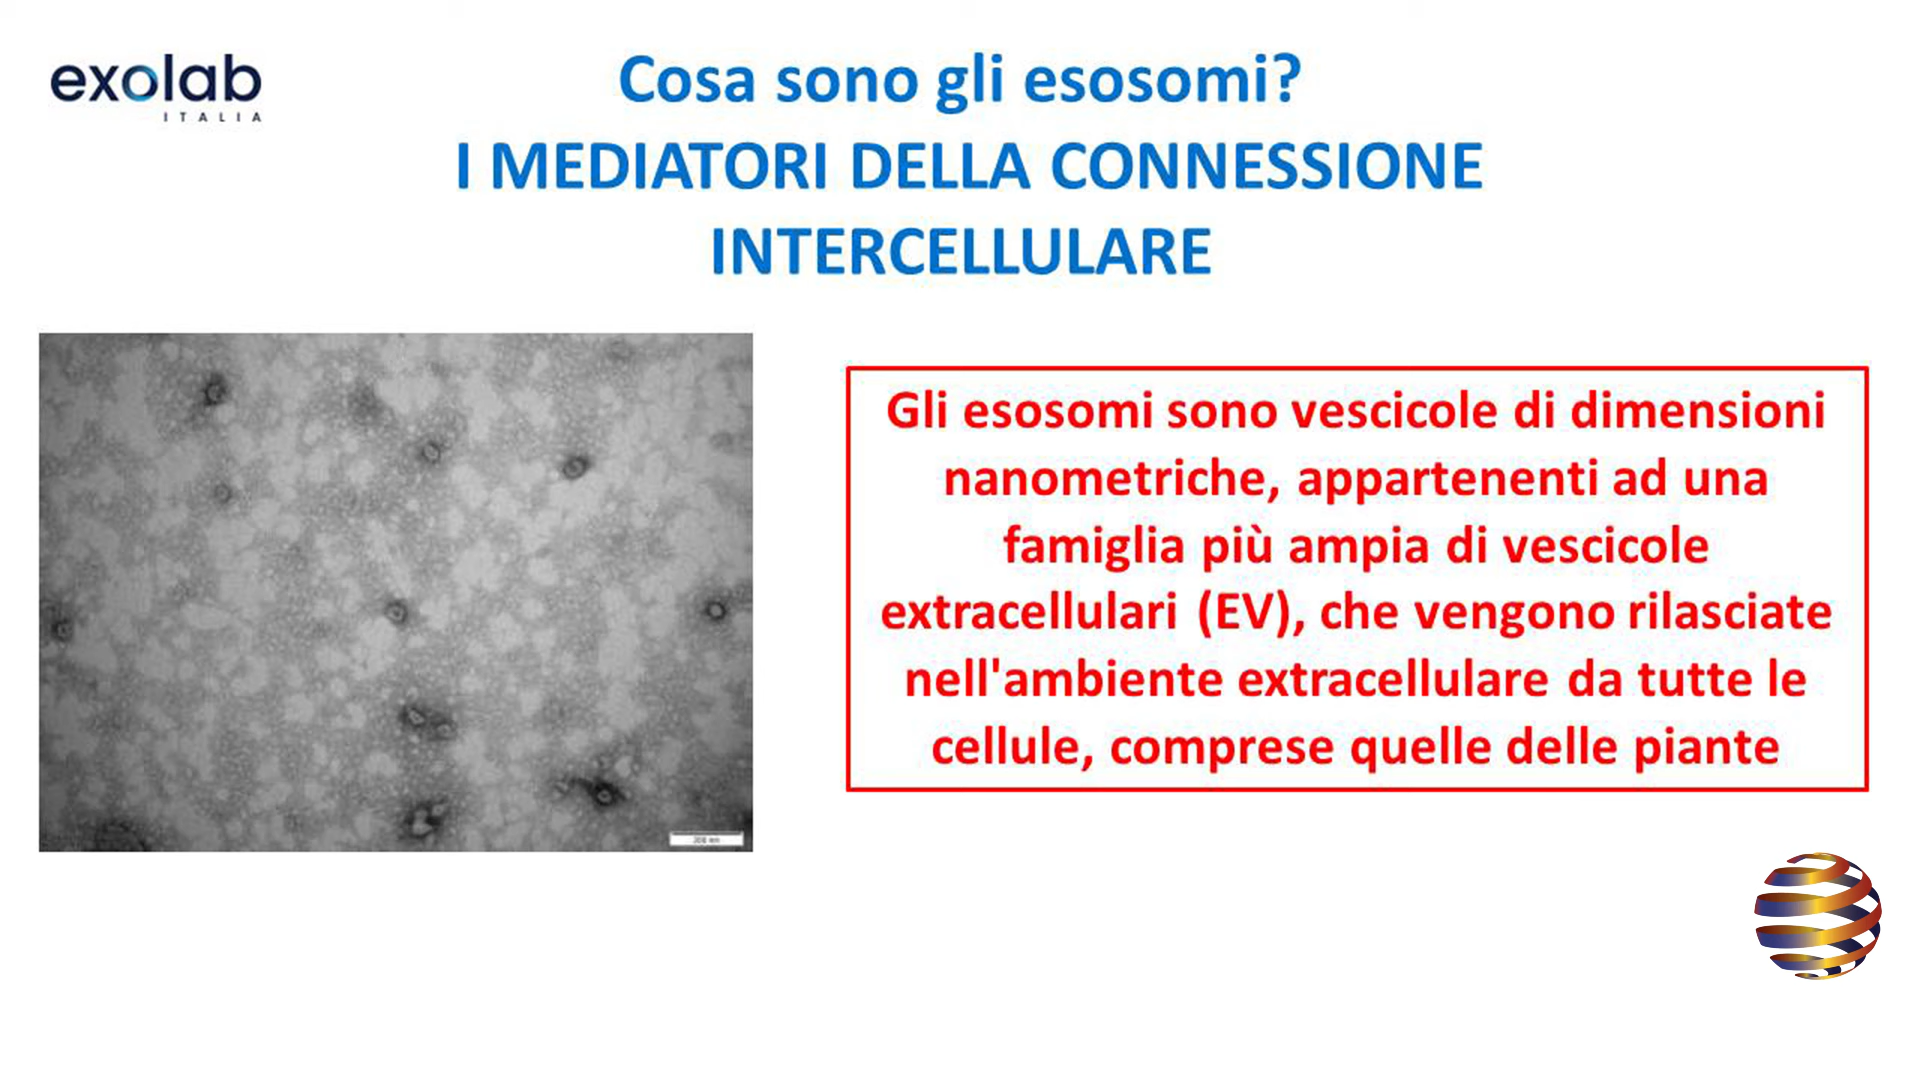 exolab
ITALIA
Cosa sono gli esosomi?
I MEDIATORI DELLA CONNESSIONE
INTERCELLULARE
Gli esosomi sono vescicole di dimensioni
nanometriche, appartenenti ad una
famiglia più ampia di vescicole
extracellulari (EV), che vengono rilasciate
nell'ambiente extracellulare da tutte le
cellule, comprese quelle delle piante